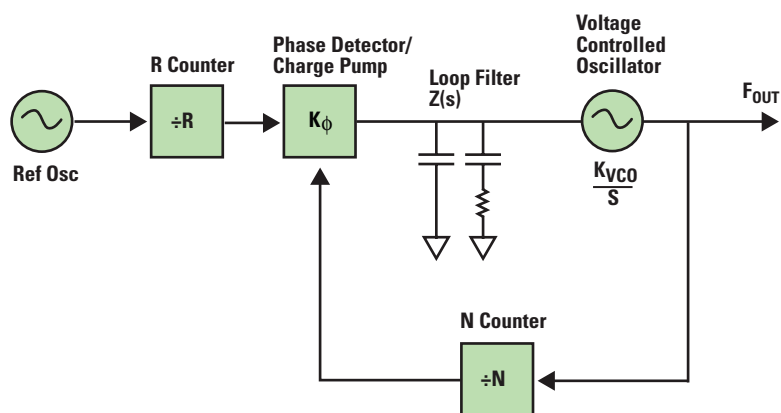 Voltage
Controlled
Oscillator
Phase Detector/
Charge Pump
R Counter
Loop Filter
Z(s)
FOUT
÷R
Kϕ
Ref Osc
KVCO
S
N Counter
÷N